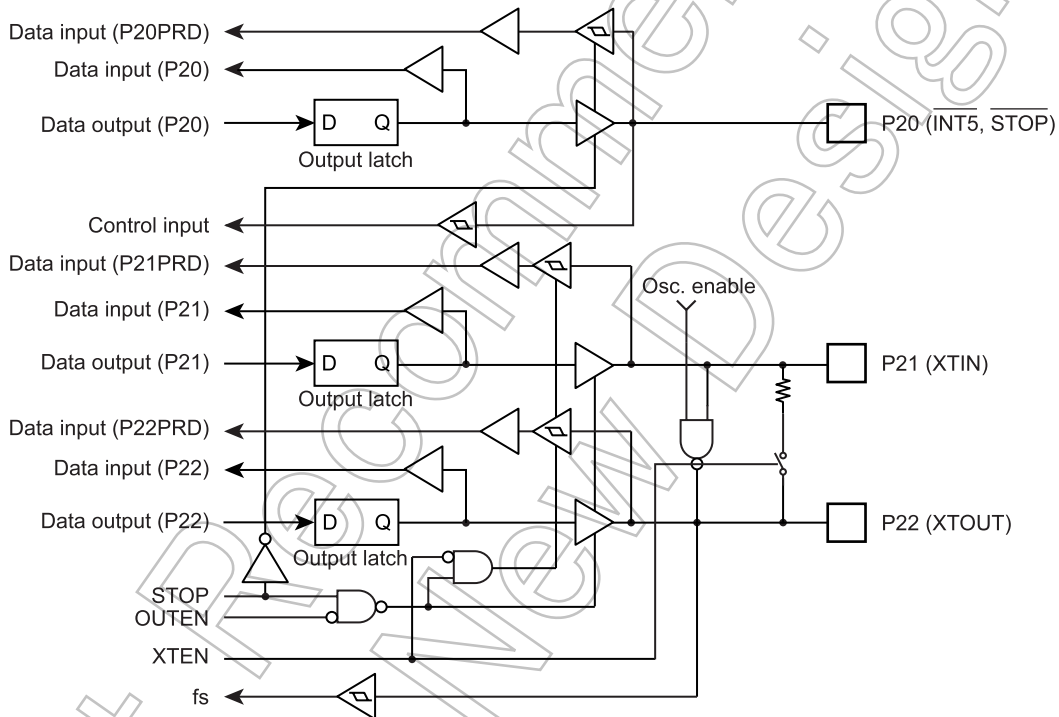 Data input (P20PRD)
Data input (P20)
Data output (P20)
D Q
Output latch
P20 (INT5, STOP)
Control input
Data input (P21PRD)
Osc. enable
Data input (P21)
Data output (P21)
D Q
Output latch
P21 (XTIN)
Data input (P22PRD)
Data input (P22)
Data output (P22)
D Q
Output latch
P22 (XTOUT)
STOP
OUTEN
XTEN
fs
New Design